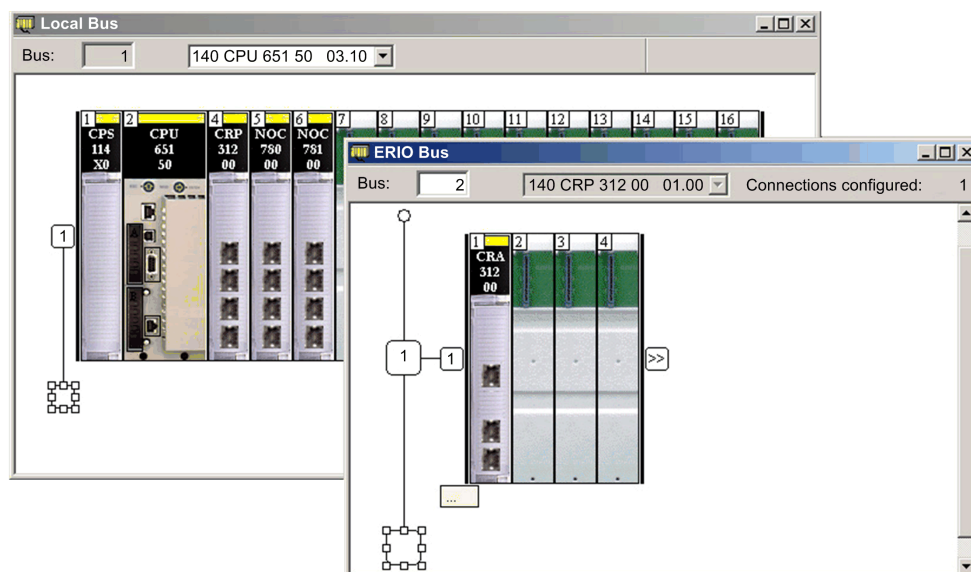 Local Bus
Bus: 1 140 CPU 651 50 03.10
1 2 4 5 6 7 8 9 10 11 12 13 14 15 16
CPS CPU CRP NOC NOC
114 651 312 780 781
X0 50 00 00 00
1
ERIO Bus
Bus: 2 140 CRP 312 00 01.00 Connections configured: 1
1 2 3 4
CRA
312
00
1 1 >>
...